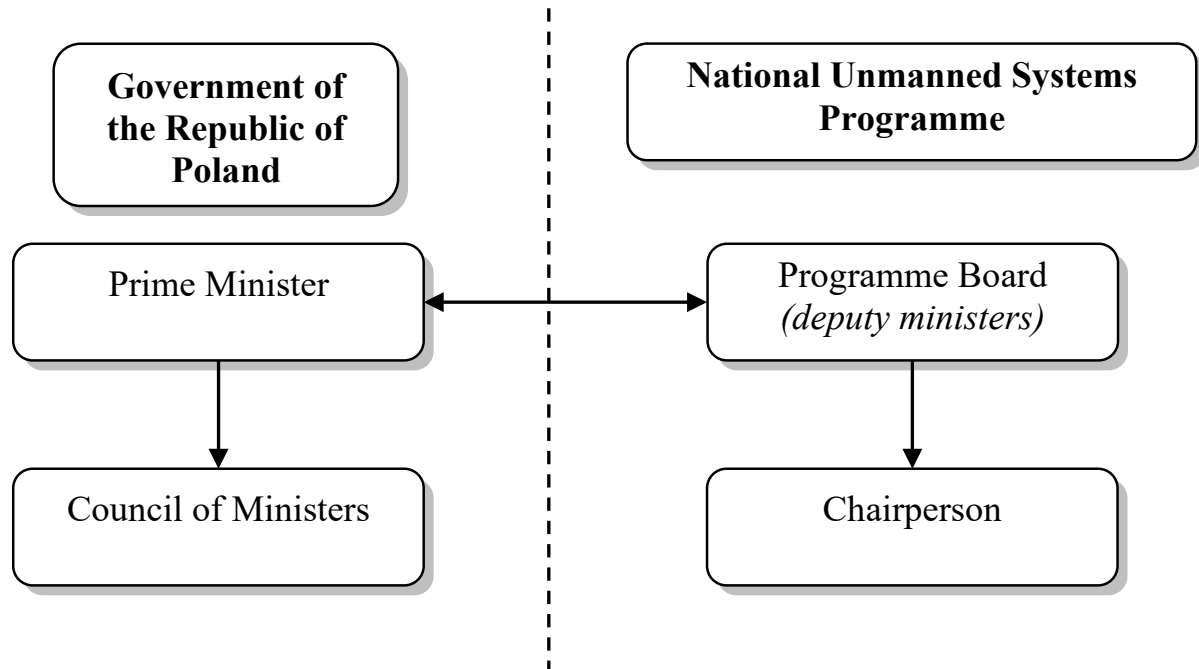 Government of
the Republic of
Poland
National Unmanned Systems
Programme
Prime Minister
Programme Board
(deputy ministers)
Council of Ministers
Chairperson